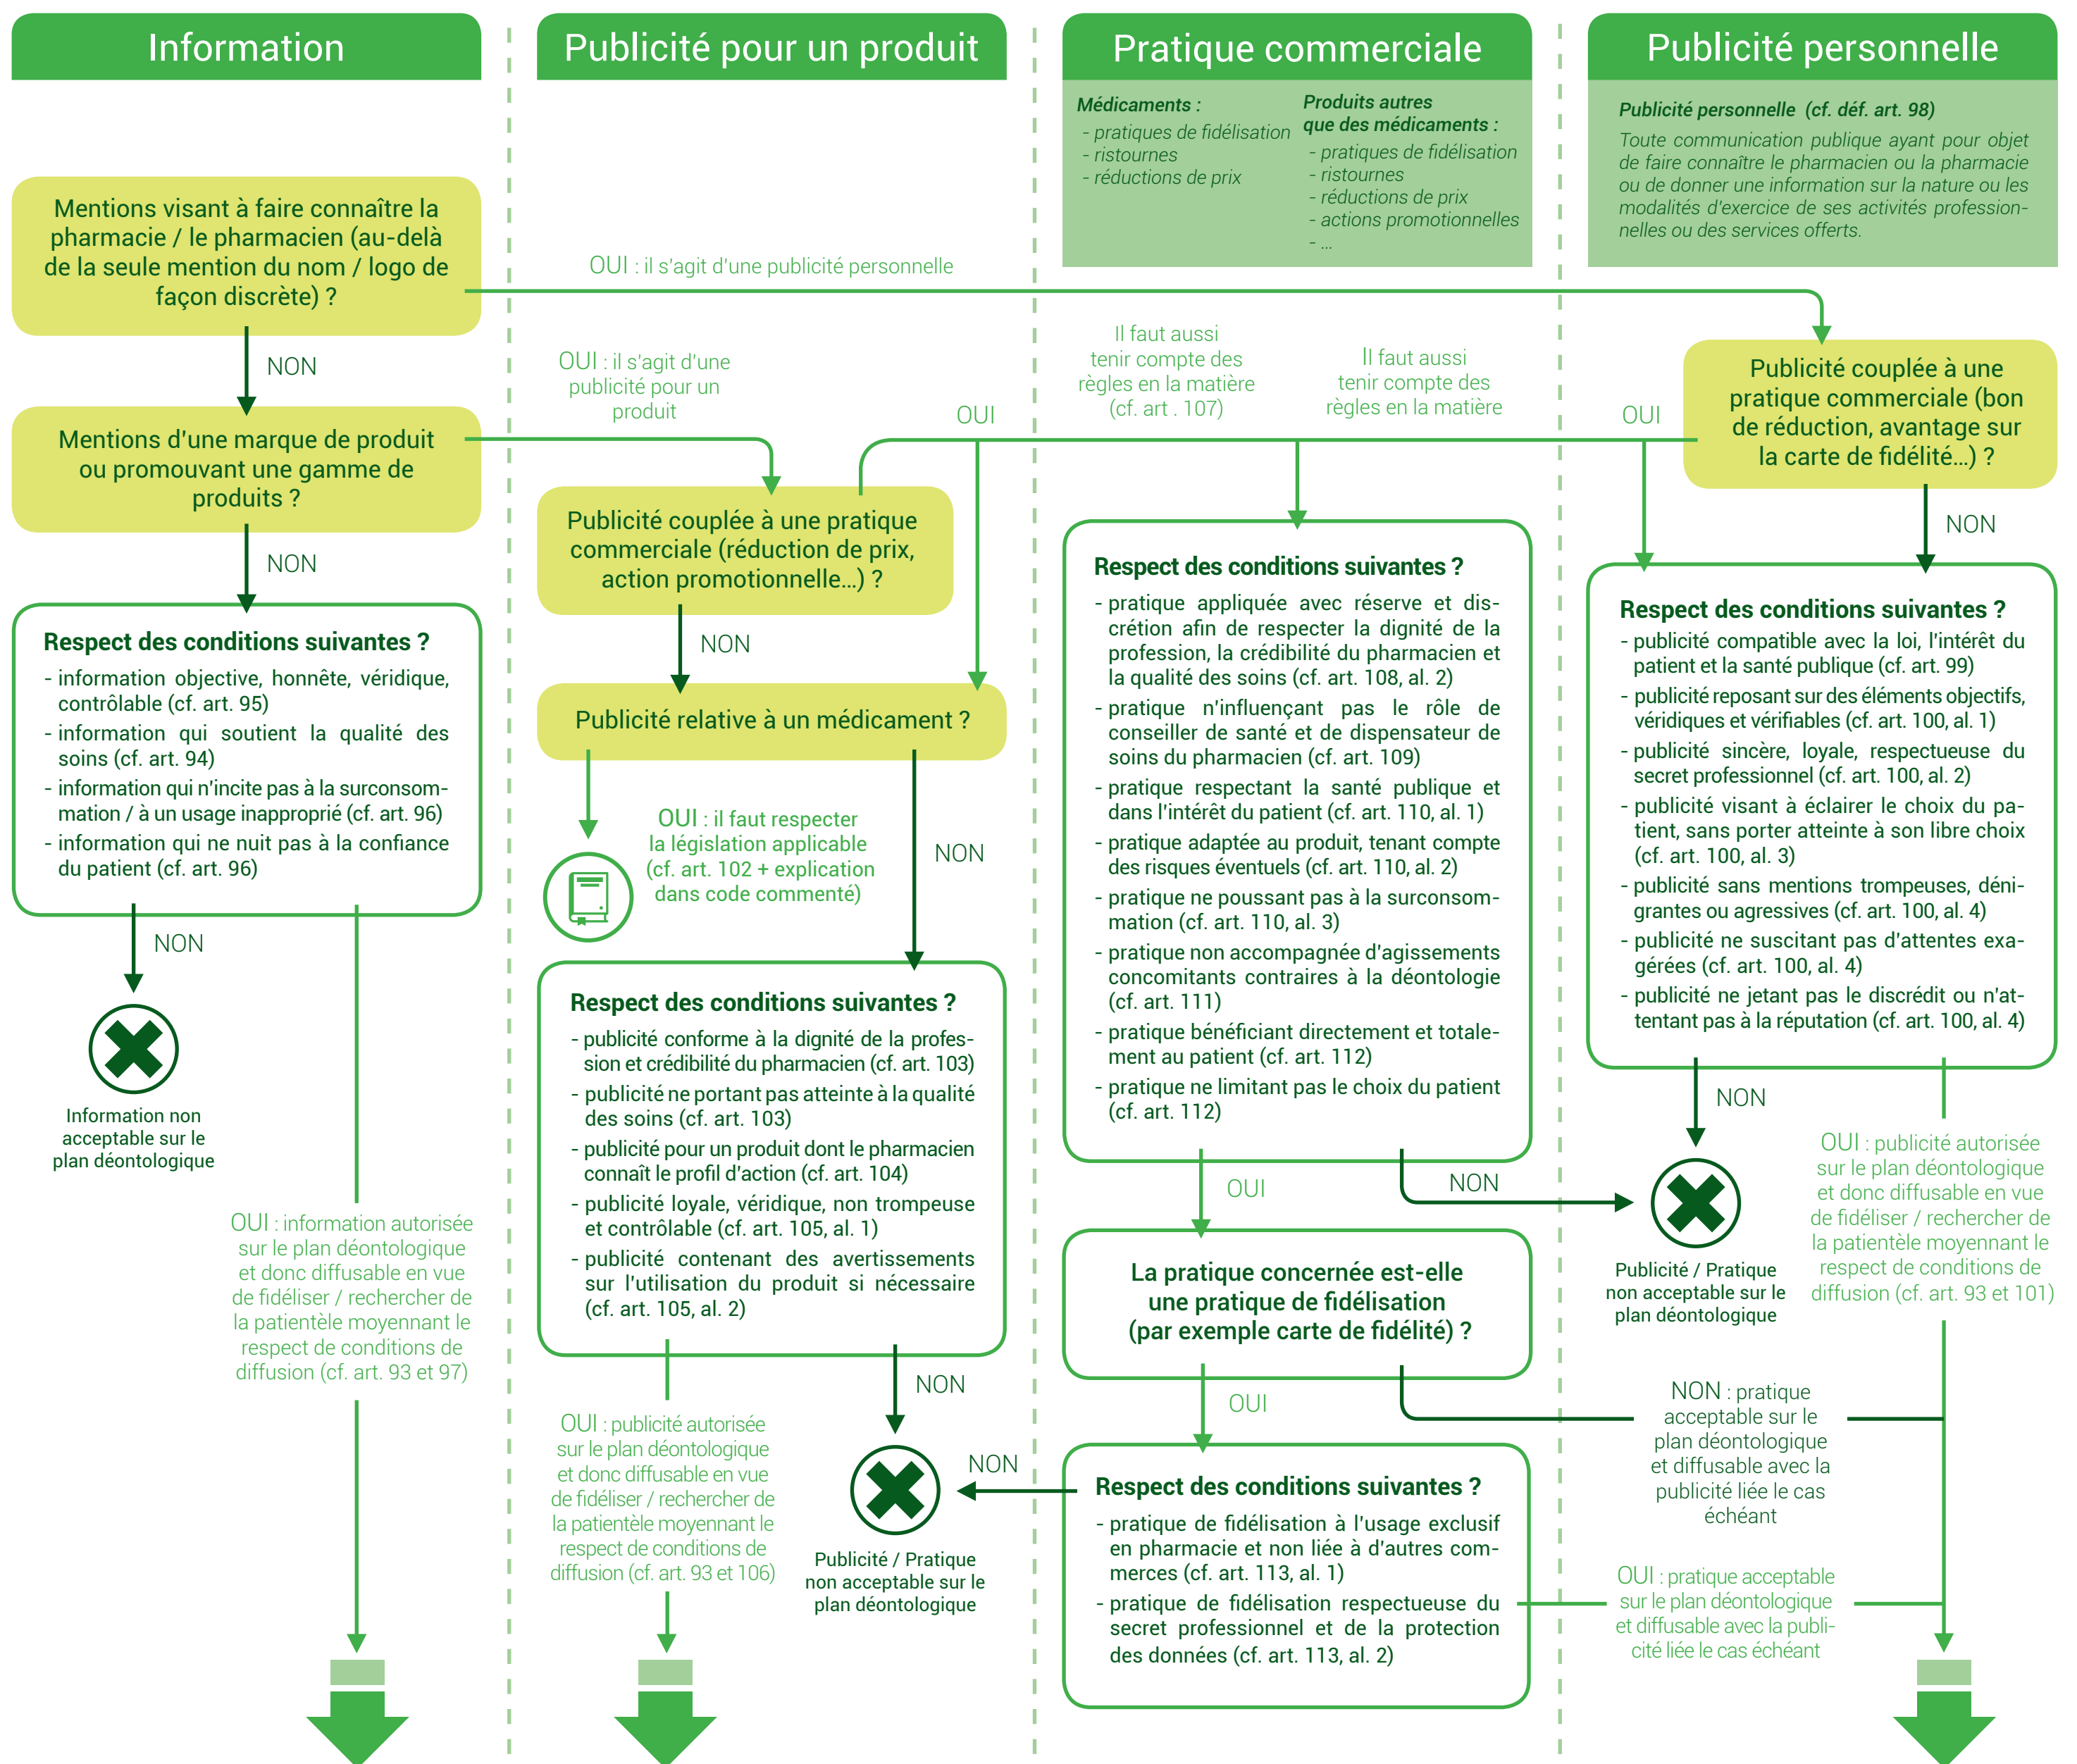 Information
Mentions visant à faire connaître la
pharmacie / le pharmacien (au-delà
de la seule mention du nom / logo de
façon discrète) ?
NON
Mentions d'une marque de produit
ou promouvant une gamme de
produits ?
NON
Respect des conditions suivantes ?
- information objective, honnête, véridique,
contrôlable (cf. art. 95)
- information qui soutient la qualité des
soins (cf. art. 94)
- information qui n'incite pas à la surconsom-
mation / à un usage inapproprié (cf. art. 96)
- information qui ne nuit pas à la confiance
du patient (cf. art. 96)
NON
Information non
acceptable sur le
plan déontologique
OUI : information autorisée
sur le plan déontologique
et donc diffusable en vue
de fidéliser / rechercher de
la patientèle moyennant le
respect de conditions de
diffusion (cf. art. 93 et 97)
Publicité pour un produit
OUI : il s'agit d'une publicité personnelle
OUI : il s'agit d'une
publicité pour un
produit
OUI
Publicité couplée à une pratique
commerciale (réduction de prix,
action promotionnelle...) ?
NON
Publicité relative à un médicament ?
OUI : il faut respecter
la législation applicable
(cf. art. 102 + explication
dans code commenté)
NON
Respect des conditions suivantes ?
- publicité conforme à la dignité de la profes-
sion et crédibilité du pharmacien (cf. art. 103)
- publicité ne portant pas atteinte à la qualité
des soins (cf. art. 103)
- publicité pour un produit dont le pharmacien
connaît le profil d'action (cf. art. 104)
- publicité loyale, véridique, non trompeuse
et contrôlable (cf. art. 105, al. 1)
- publicité contenant des avertissements
sur l'utilisation du produit si nécessaire
(cf. art. 105, al. 2)
NON
OUI : publicité autorisée
sur le plan déontologique
et donc diffusable en vue
de fidéliser / rechercher de
la patientèle moyennant le
respect de conditions de
diffusion (cf. art. 93 et 106)
NON
Publicité / Pratique
non acceptable sur le
plan déontologique
Pratique commerciale
Médicaments :
- pratiques de fidélisation
- ristournes
- réductions de prix
Produits autres
que des médicaments :
- pratiques de fidélisation
- ristournes
- réductions de prix
- actions promotionnelles
- ...
Il faut aussi
tenir compte des
règles en la matière
(cf. art . 107)
Il faut aussi
tenir compte des
règles en la matière
Respect des conditions suivantes ?
- pratique appliquée avec réserve et dis-
crétion afin de respecter la dignité de la
profession, la crédibilité du pharmacien et
la qualité des soins (cf. art. 108, al. 2)
- pratique n'influençant pas le rôle de
conseiller de santé et de dispensateur de
soins du pharmacien (cf. art. 109)
- pratique respectant la santé publique et
dans l'intérêt du patient (cf. art. 110, al. 1)
- pratique adaptée au produit, tenant compte
des risques éventuels (cf. art. 110, al. 2)
- pratique ne poussant pas à la surconsom-
mation (cf. art. 110, al. 3)
- pratique non accompagnée d'agissements
concomitants contraires à la déontologie
(cf. art. 111)
- pratique bénéficiant directement et totale-
ment au patient (cf. art. 112)
- pratique ne limitant pas le choix du patient
(cf. art. 112)
OUI
NON
La pratique concernée est-elle
une pratique de fidélisation
(par exemple carte de fidélité) ?
OUI
Respect des conditions suivantes ?
- pratique de fidélisation à l'usage exclusif
en pharmacie et non liée à d'autres com-
merces (cf. art. 113, al. 1)
- pratique de fidélisation respectueuse du
secret professionnel et de la protection
des données (cf. art. 113, al. 2)
Publicité personnelle
Publicité personnelle (cf. déf. art. 98)
Toute communication publique ayant pour objet
de faire connaître le pharmacien ou la pharmacie
ou de donner une information sur la nature ou les
modalités d'exercice de ses activités profession-
nelles ou des services offerts.
OUI
Publicité couplée à une
pratique commerciale (bon
de réduction, avantage sur
la carte de fidélité...) ?
NON
Respect des conditions suivantes ?
- publicité compatible avec la loi, l'intérêt du
patient et la santé publique (cf. art. 99)
- publicité reposant sur des éléments objectifs,
véridiques et vérifiables (cf. art. 100, al. 1)
- publicité sincère, loyale, respectueuse du
secret professionnel (cf. art. 100, al. 2)
- publicité visant à éclairer le choix du pa-
tient, sans porter atteinte à son libre choix
(cf. art. 100, al. 3)
- publicité sans mentions trompeuses, déni-
grantes ou agressives (cf. art. 100, al. 4)
- publicité ne suscitant pas d'attentes exa-
gérées (cf. art. 100, al. 4)
- publicité ne jetant pas le discrédit ou n'at-
tentant pas à la réputation (cf. art. 100, al. 4)
NON
Publicité / Pratique
non acceptable sur le
plan déontologique
OUI : publicité autorisée
sur le plan déontologique
et donc diffusable en vue
de fidéliser / rechercher de
la patientèle moyennant le
respect de conditions de
diffusion (cf. art. 93 et 101)
NON : pratique
acceptable sur le
plan déontologique
et diffusable avec la
publicité liée le cas
échéant
OUI : pratique acceptable
sur le plan déontologique
et diffusable avec la publi-
cité liée le cas échéant